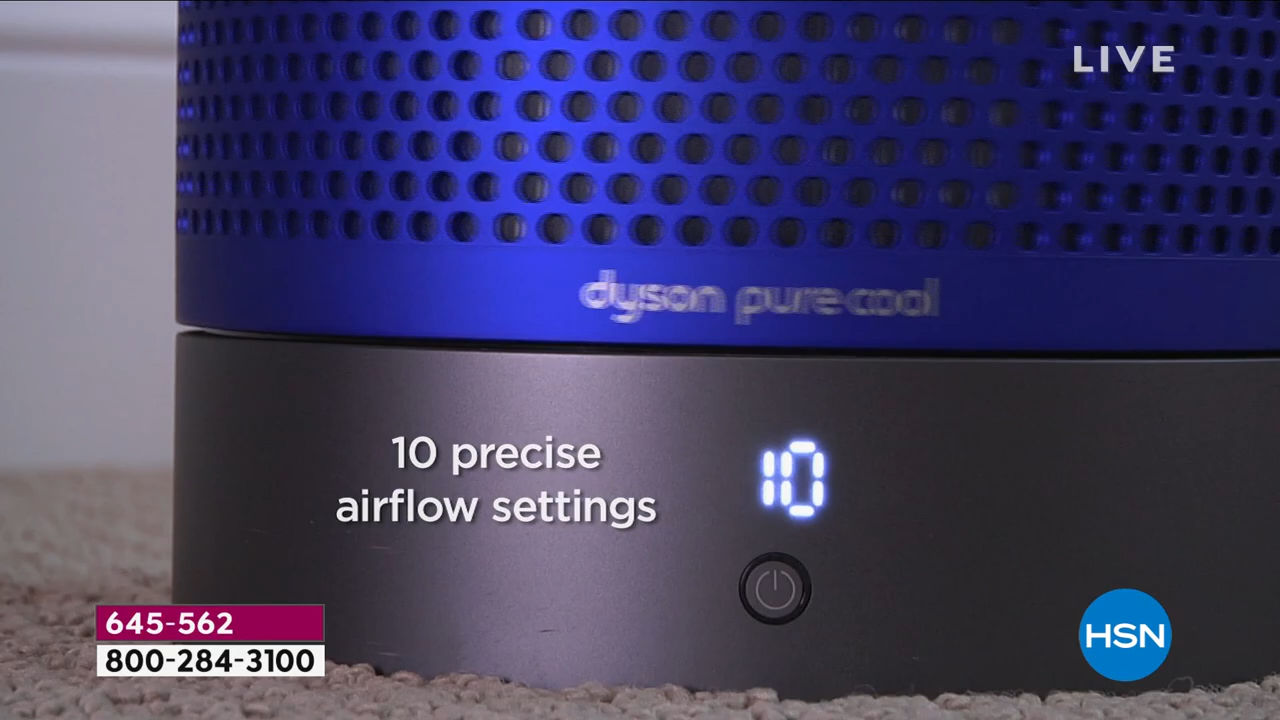 LIVE
dyson pure cool
10 precise
airflow settings
10
645-562
800-284-3100
HSN